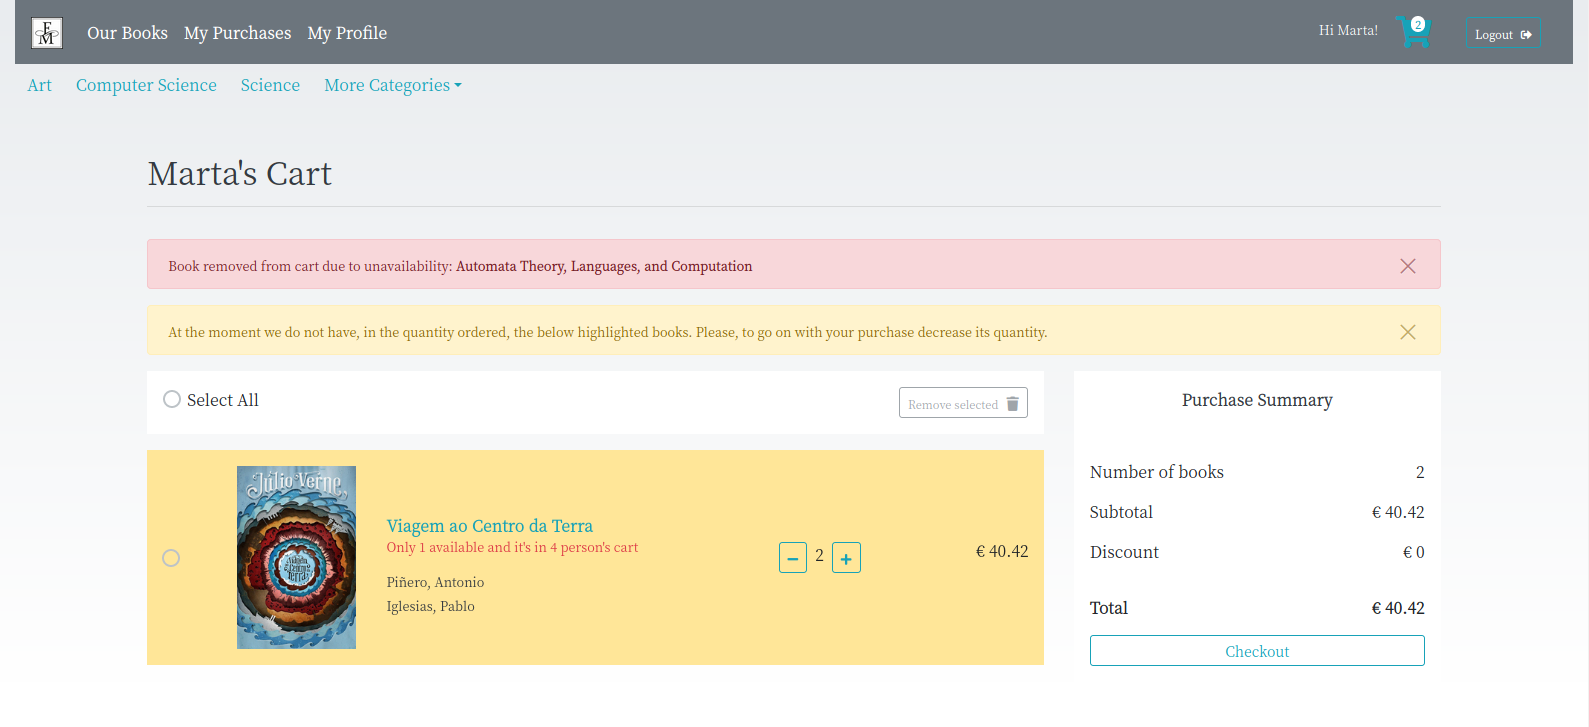 FM
Our Books My Purchases My Profile
Hi Marta!
2
Logout
Art Computer Science Science More Categories
Marta's Cart
Book removed from cart due to unavailability: Automata Theory, Languages, and Computation
At the moment we do not have, in the quantity ordered, the below highlighted books. Please, to go on with your purchase decrease its quantity.
Select All
Remove selected
Júlio Verne
Viagem ao Centro da Terra
Viagem ao Centro da Terra
Only 1 available and it's in 4 person's cart
Piñero, Antonio
Iglesias, Pablo
2
€ 40.42
Purchase Summary
Number of books 2
Subtotal € 40.42
Discount € 0
Total € 40.42
Checkout